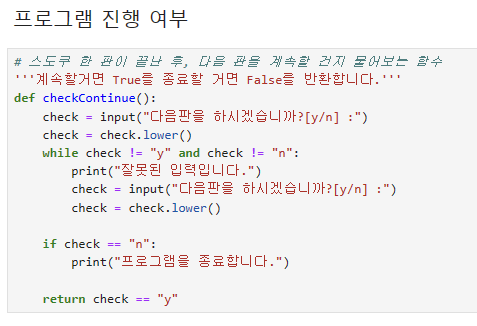 프로그램 진행 여부
# 스도쿠 한 판이 끝난 후, 다음 판을 계속할 건지 물어보는 함수
'''계속할거면 True를 종료할 거면 False를 반환합니다.'''
def checkContinue():
    check = input("다음판을 하시겠습니까?[y/n] :")
    check = check.lower()
    while check != "y" and check != "n":
        print("잘못된 입력입니다.")
        check = input("다음판을 하시겠습니까?[y/n] :")
        check = check.lower()
    if check == "n":
        print("프로그램을 종료합니다.")
    return check == "y"